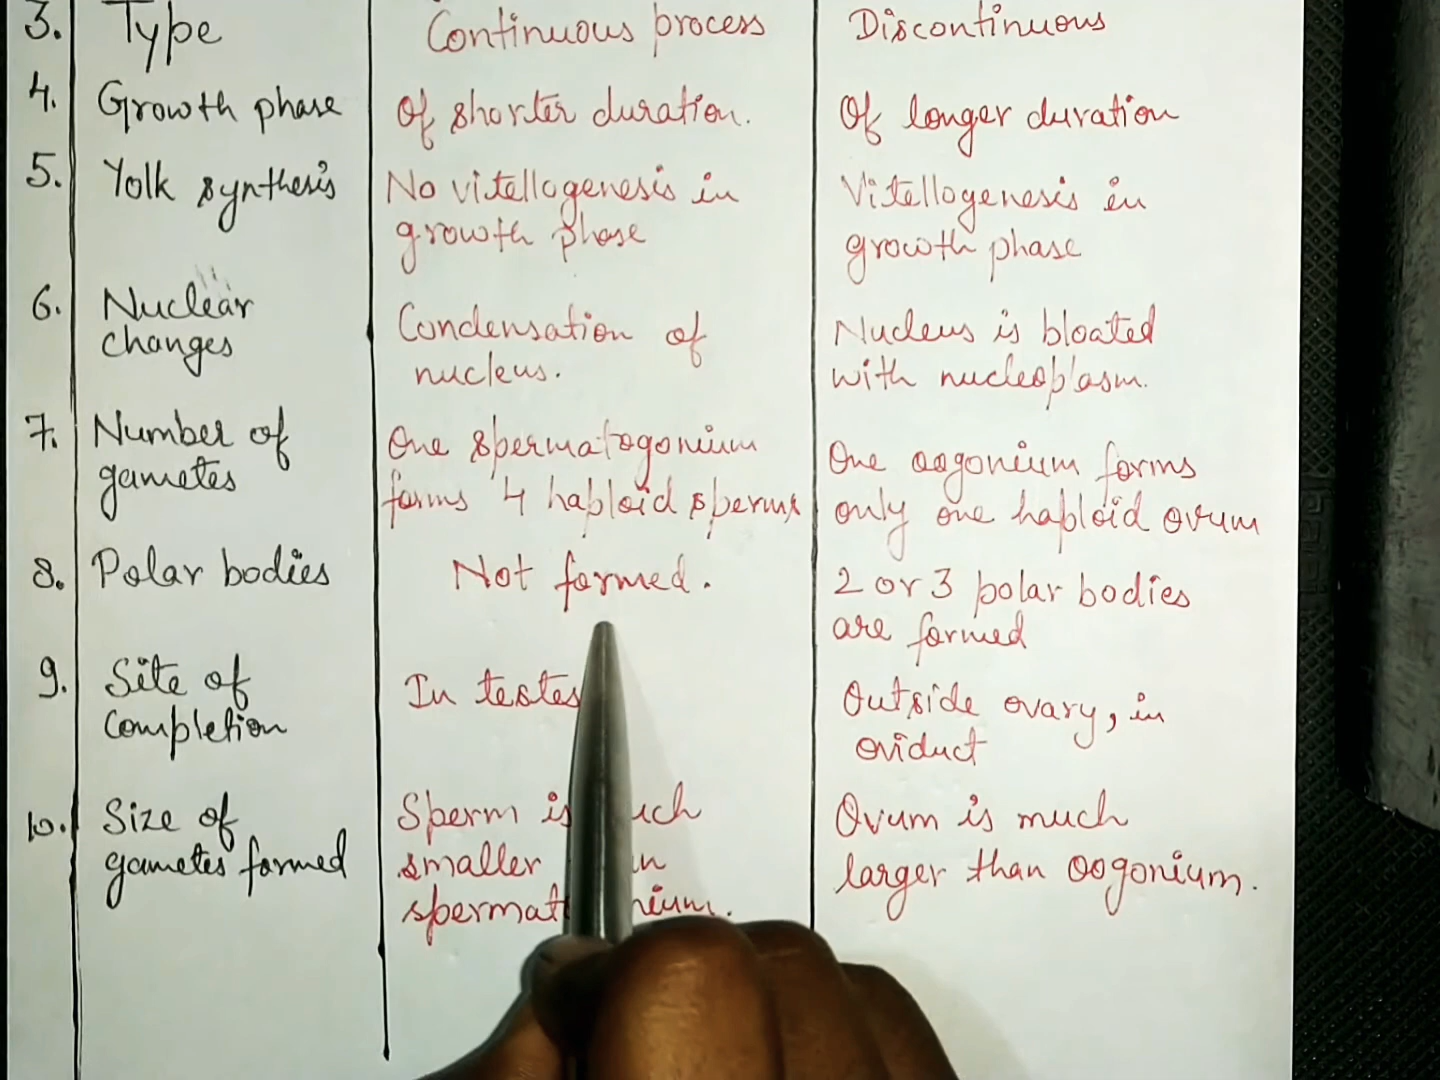 3. Type Continuous process Discontinuous
4. Growth phase Of shorter duration. Of longer duration
5. Yolk synthesis No vitellogenesis in Vitellogenesis in
growth phase growth phase
6. Nuclear Condensation of Nucleus is bloated
changes nucleus. with nucleoplasm.
7. Number of One spermatogonium One oogonium forms
gametes forms 4 haploid sperms only one haploid ovum
8. Polar bodies Not formed. 2 or 3 polar bodies
are formed
9. Site of In testes Outside ovary, in
completion oviduct
10. Size of Sperm is Ovum is much
gametes formed smaller larger than oogonium.